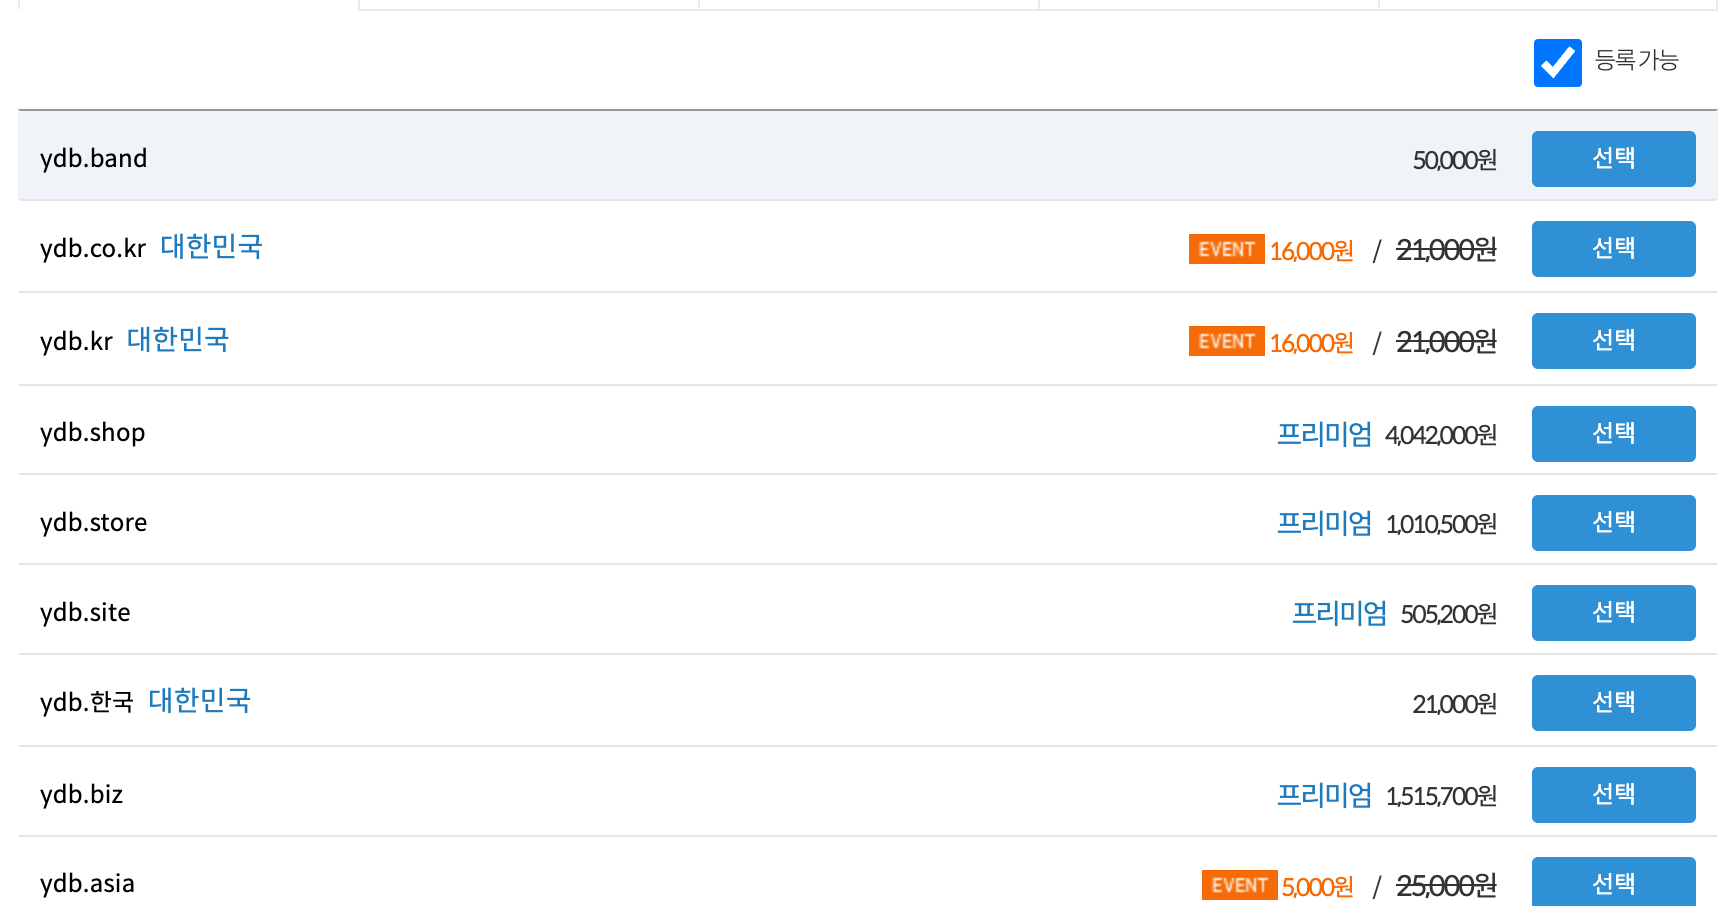 등록가능
ydb.band 50,000원 선택
ydb.co.kr 대한민국 EVENT 16,000원 / 21,000원 선택
ydb.kr 대한민국 EVENT 16,000원 / 21,000원 선택
ydb.shop 프리미엄 4,042,000원 선택
ydb.store 프리미엄 1,010,500원 선택
ydb.site 프리미엄 505,200원 선택
ydb.한국 대한민국 21,000원 선택
ydb.biz 프리미엄 1,515,700원 선택
ydb.asia EVENT 5,000원 / 25,000원 선택